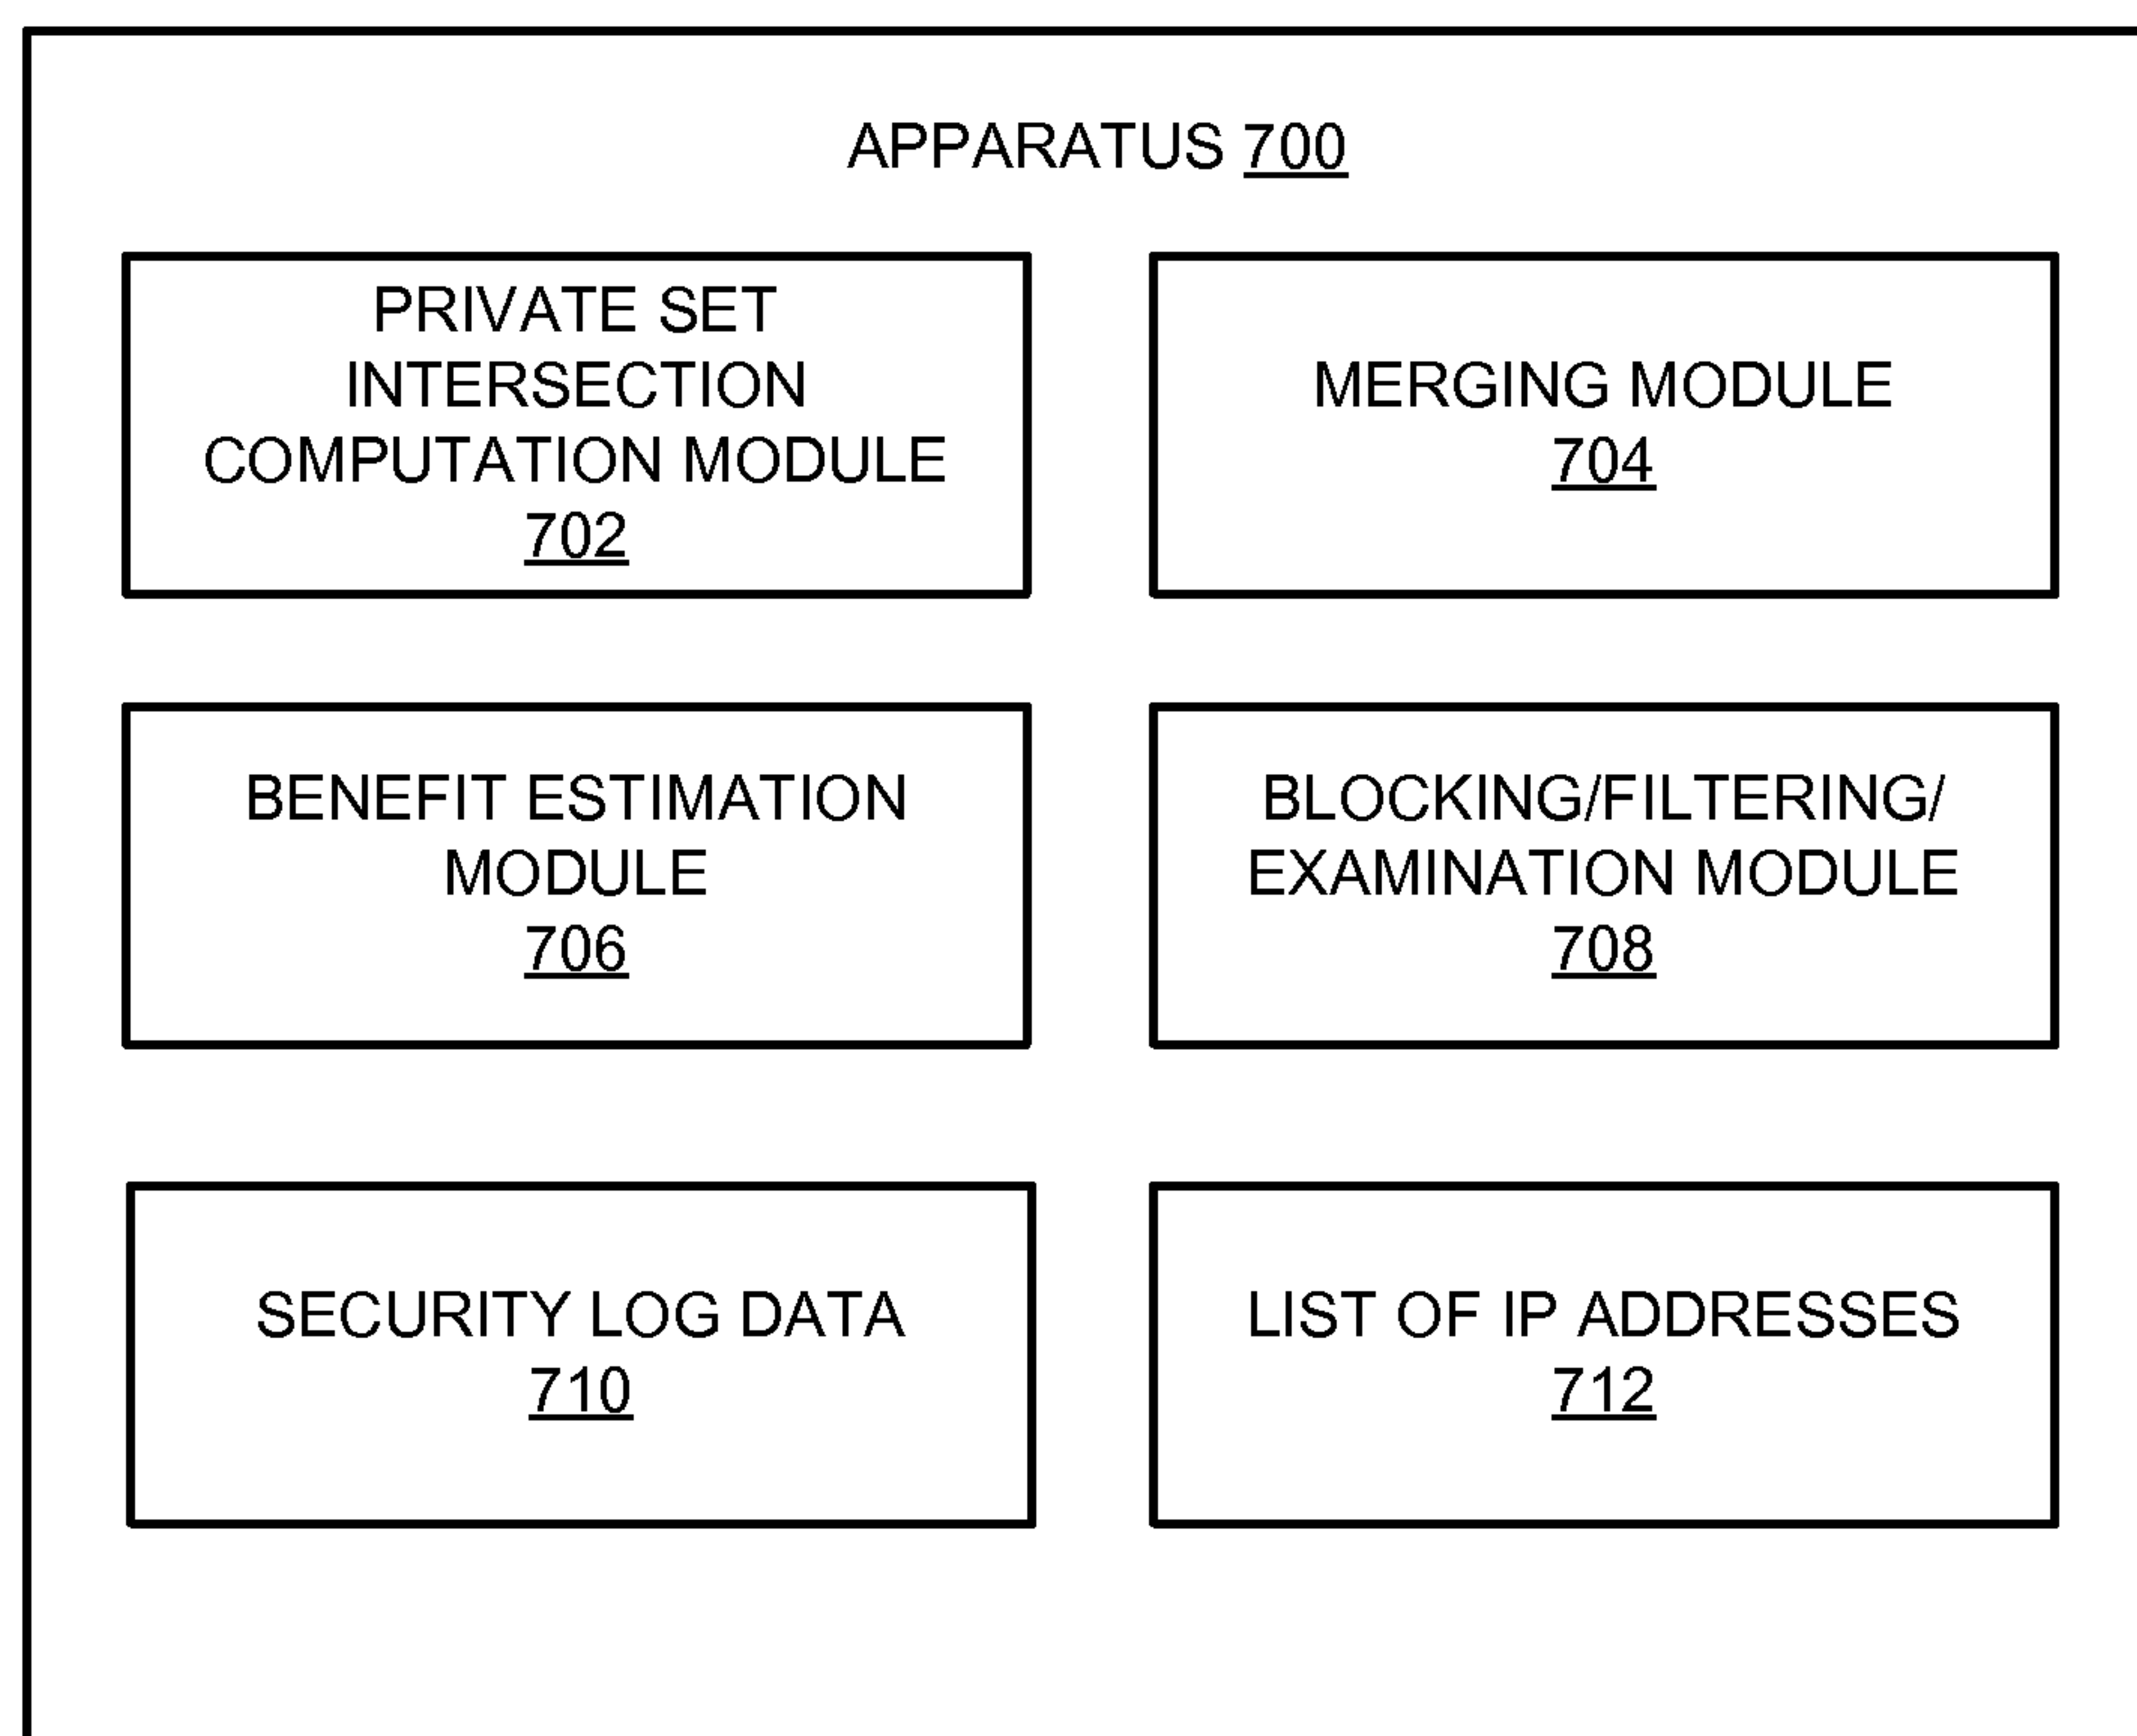 APPARATUS 700
PRIVATE SET
INTERSECTION
COMPUTATION MODULE
702
MERGING MODULE
704
BENEFIT ESTIMATION
MODULE
706
BLOCKING/FILTERING/
EXAMINATION MODULE
708
SECURITY LOG DATA
710
LIST OF IP ADDRESSES
712